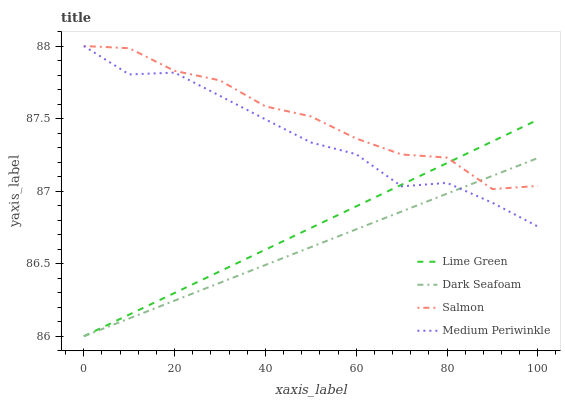 title
yaxis_label
88
87.5
87
86.5
86
0
20
40
60
80
100
xaxis_label
Lime Green
Dark Seafoam
Salmon
Medium Periwinkle